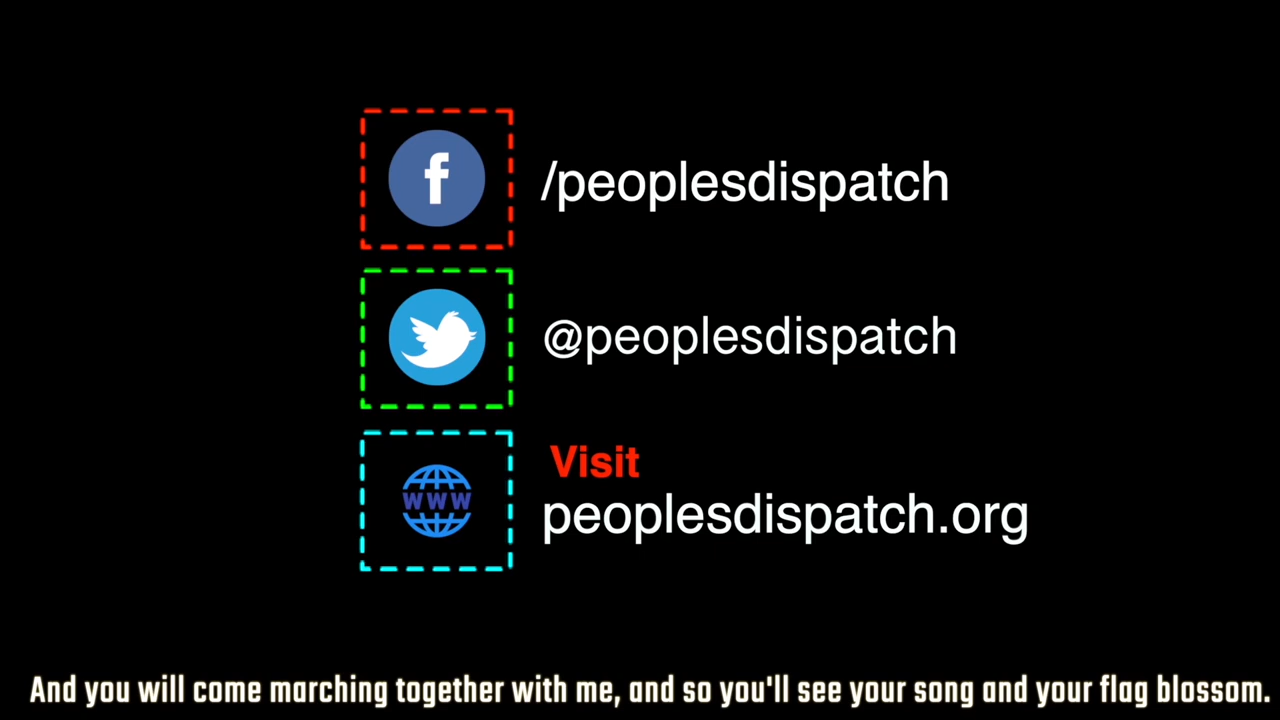 f
/peoplesdispatch
@peoplesdispatch
Visit
WWW
peoplesdispatch.org
And you will come marching together with me, and so you'll see your song and your flag blossom.